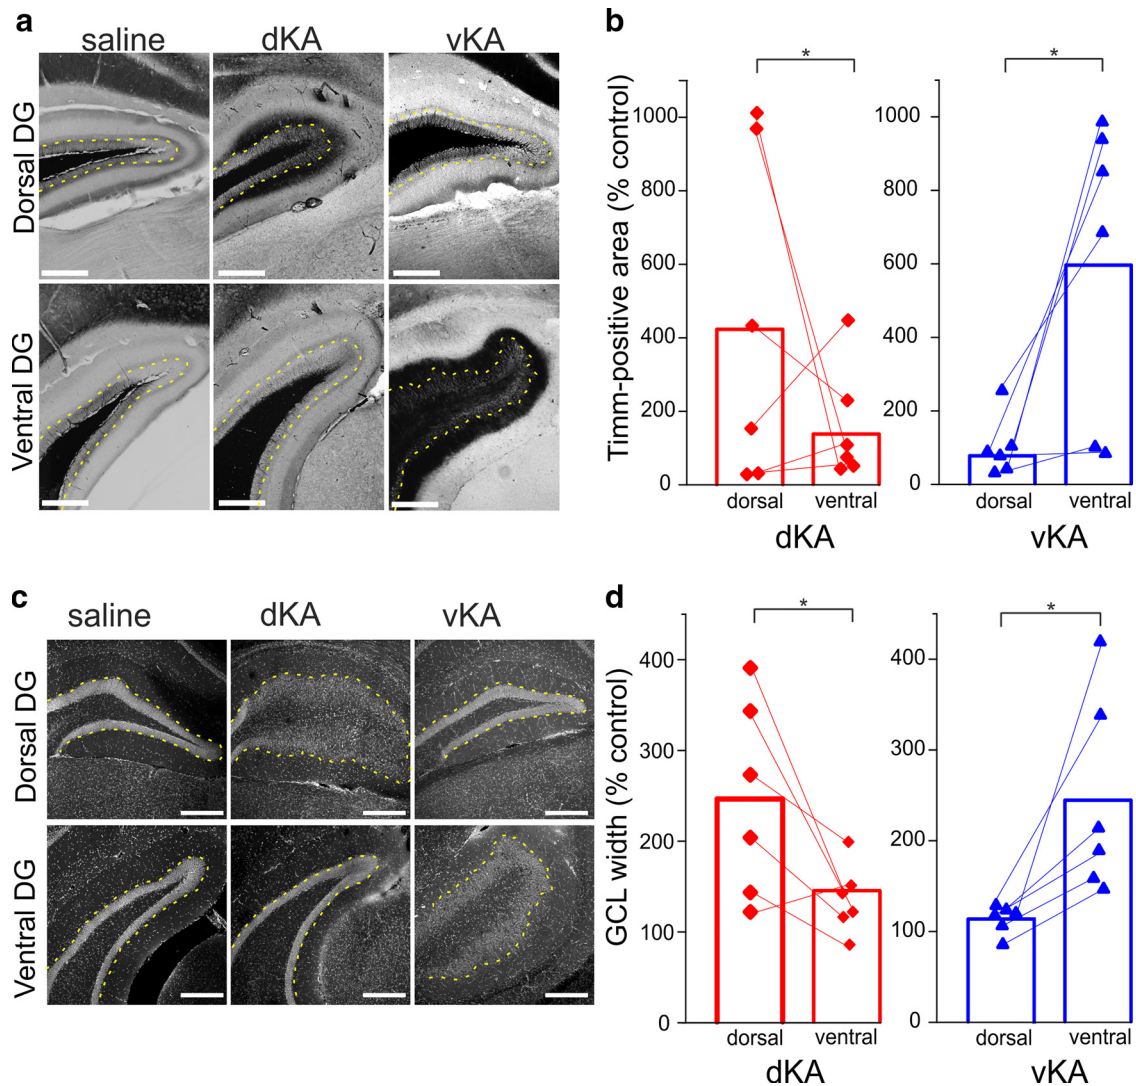 a
saline
dKA
vKA
Dorsal DG
Ventral DG
b
*
*
Timm-positive area (% control)
1000
800
600
400
200
0
dorsal
ventral
dKA
1000
800
600
400
200
0
dorsal
ventral
vKA
c
saline
dKA
vKA
Dorsal DG
Ventral DG
d
*
*
GCL width (% control)
400
300
200
100
0
dorsal
ventral
dKA
400
300
200
100
0
dorsal
ventral
vKA